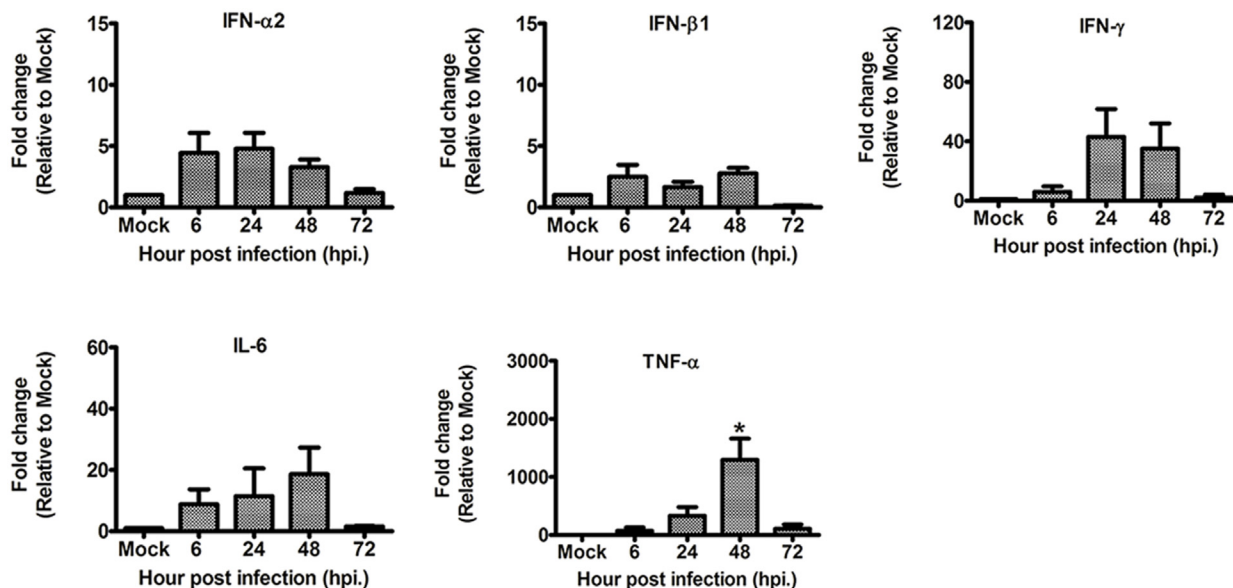 IFN-α2
Fold change
(Relative to Mock)
15
10
5
0
Mock 6 24 48 72
Hour post infection (hpi.)
IFN-β1
Fold change
(Relative to Mock)
15
10
5
0
Mock 6 24 48 72
Hour post infection (hpi.)
IFN-γ
Fold change
(Relative to Mock)
120
80
40
0
Mock 6 24 48 72
Hour post infection (hpi.)
IL-6
Fold change
(Relative to Mock)
60
40
20
0
Mock 6 24 48 72
Hour post infection (hpi.)
TNF-α
Fold change
(Relative to Mock)
3000
2000
1000
0
*
Mock 6 24 48 72
Hour post infection (hpi.)